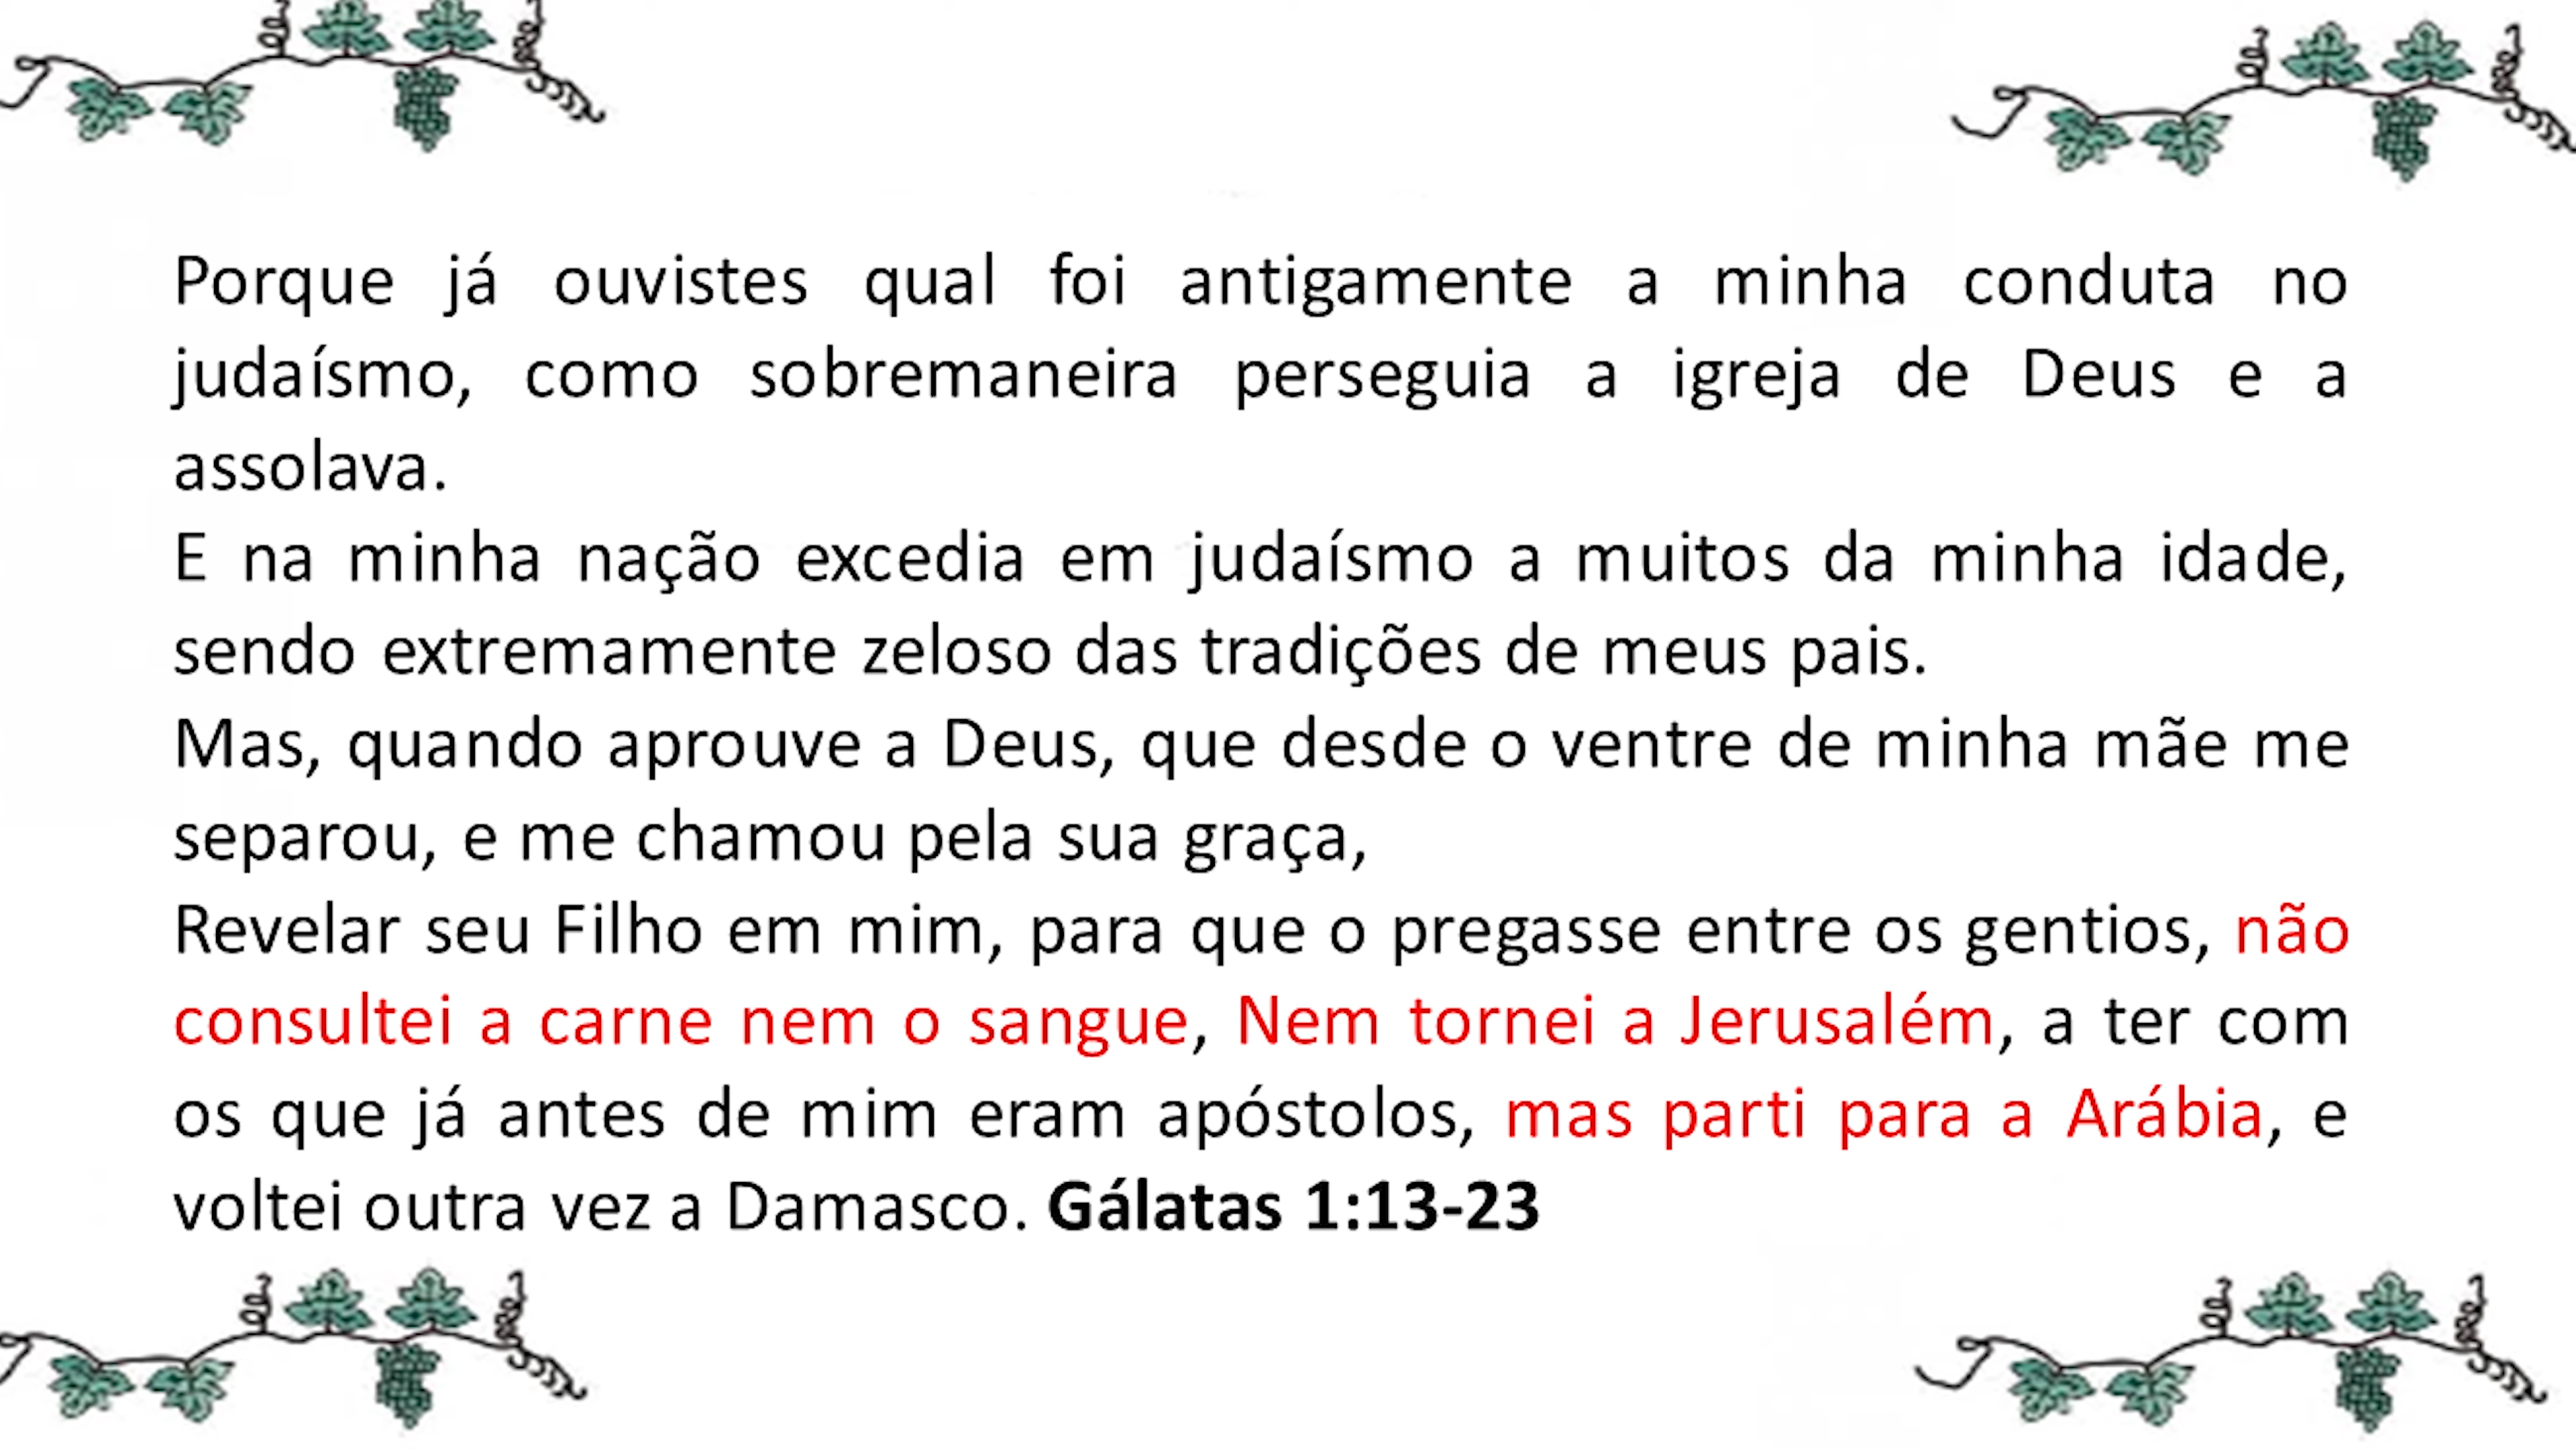 Porque já ouvistes qual foi antigamente a minha conduta no
judaísmo, como sobremaneira perseguia a igreja de Deus e a
assolava.
E na minha nação excedia em judaísmo a muitos da minha idade,
sendo extremamente zeloso das tradições de meus pais.
Mas, quando aprouve a Deus, que desde o ventre de minha mãe me
separou, e me chamou pela sua graça,
Revelar seu Filho em mim, para que o pregasse entre os gentios, não
consultei a carne nem o sangue, Nem tornei a Jerusalém, a ter com
os que já antes de mim eram apóstolos, mas parti para a Arábia, e
voltei outra vez a Damasco. Gálatas 1:13-23